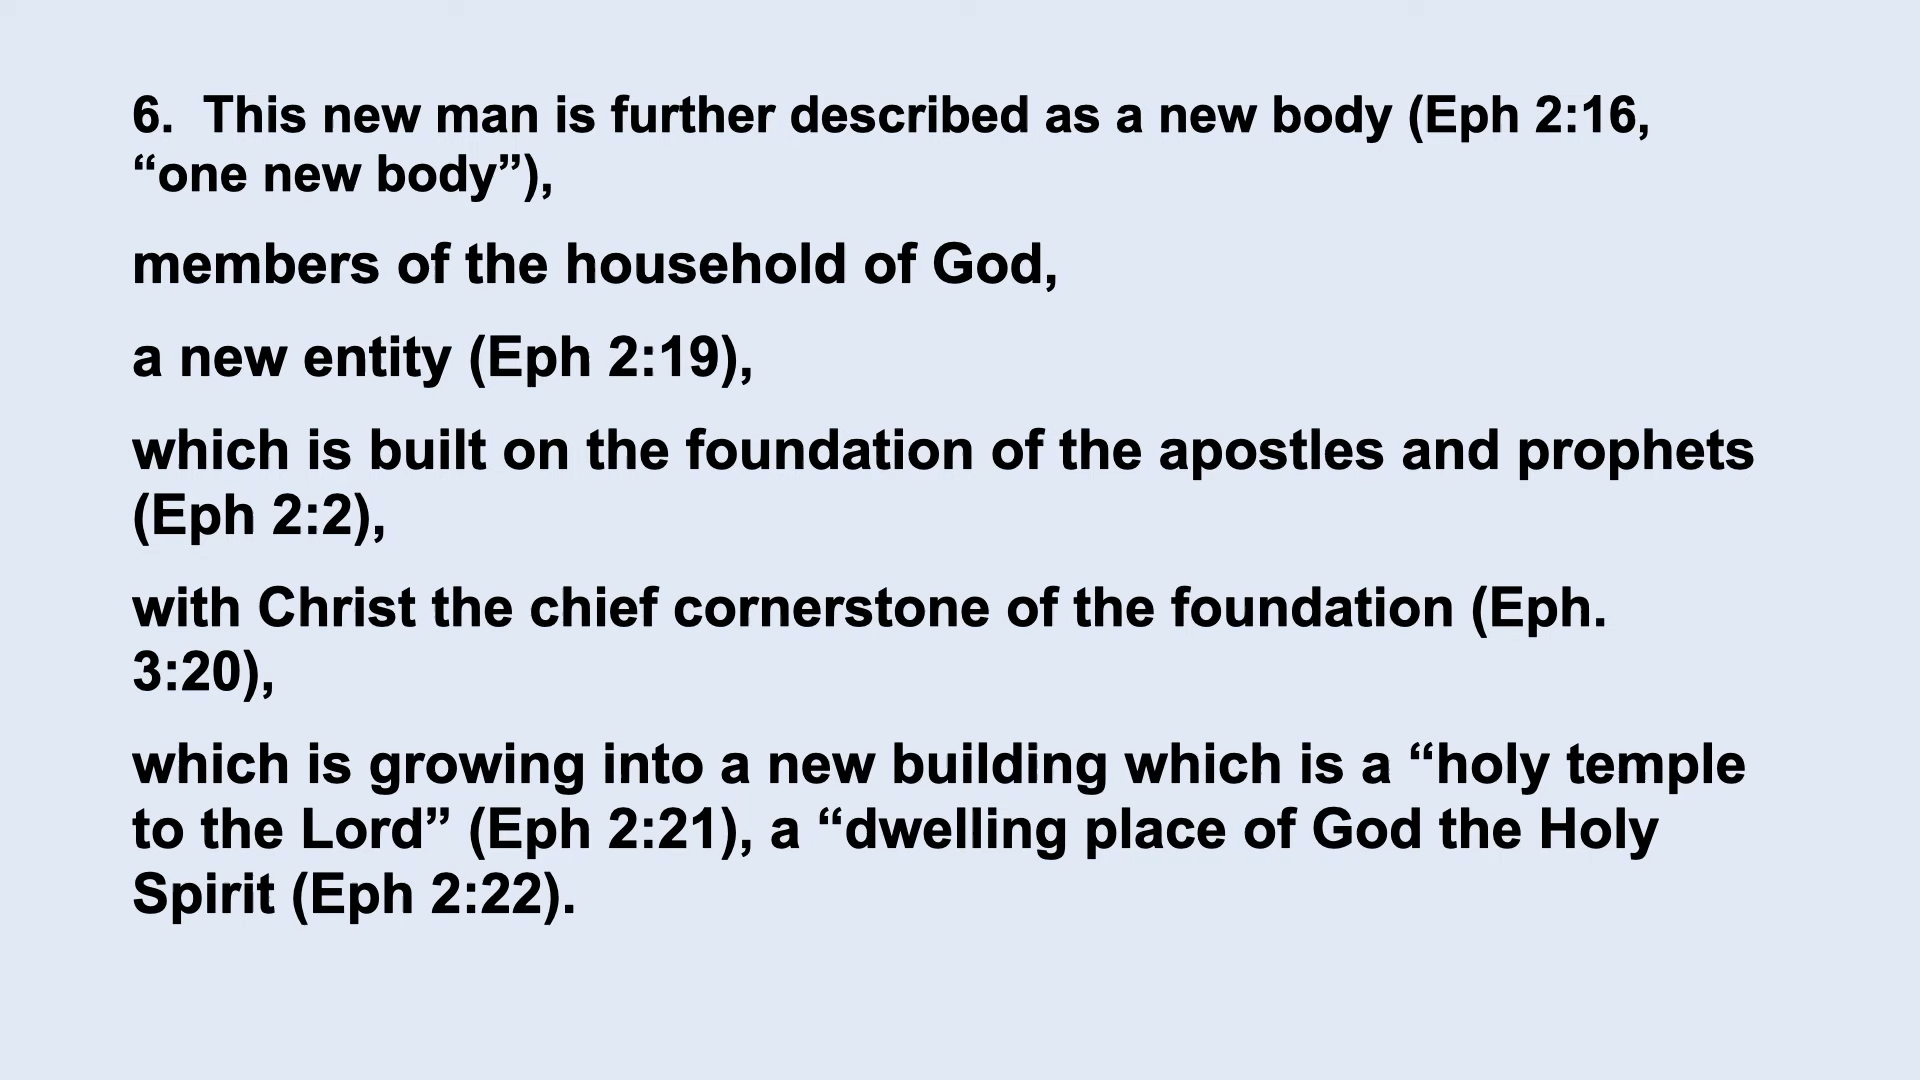 6.  This new man is further described as a new body (Eph 2:16,
“one new body”),
members of the household of God,
a new entity (Eph 2:19),
which is built on the foundation of the apostles and prophets
(Eph 2:2),
with Christ the chief cornerstone of the foundation (Eph.
3:20),
which is growing into a new building which is a “holy temple
to the Lord” (Eph 2:21), a “dwelling place of God the Holy
Spirit (Eph 2:22).